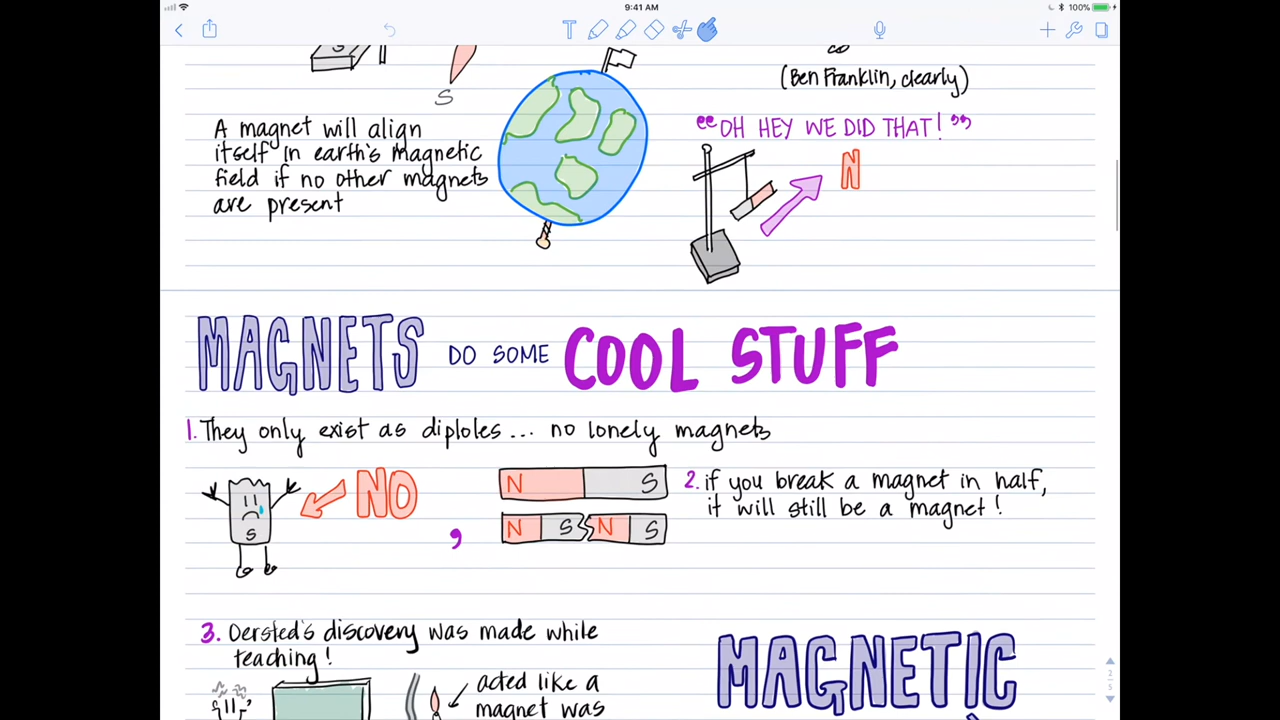 9:41 AM
100%
T
S
(Ben Franklin, clearly)
A magnet will align
itself in earth's magnetic
field if no other magnets
are present
"OH HEY WE DID THAT!"
N
MAGNETS DO SOME COOL STUFF
1. They only exist as diploles... no lonely magnets
NO
S
N S
N S N S
2. if you break a magnet in half,
it will still be a magnet!
3. Oersted's discovery was made while
teaching!
MAGNETIC
acted like a
magnet was
2
5